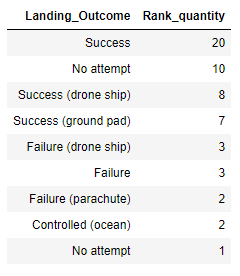 Landing_Outcome Rank_quantity
Success 20
No attempt 10
Success (drone ship) 8
Success (ground pad) 7
Failure (drone ship) 3
Failure 3
Failure (parachute) 2
Controlled (ocean) 2
No attempt 1